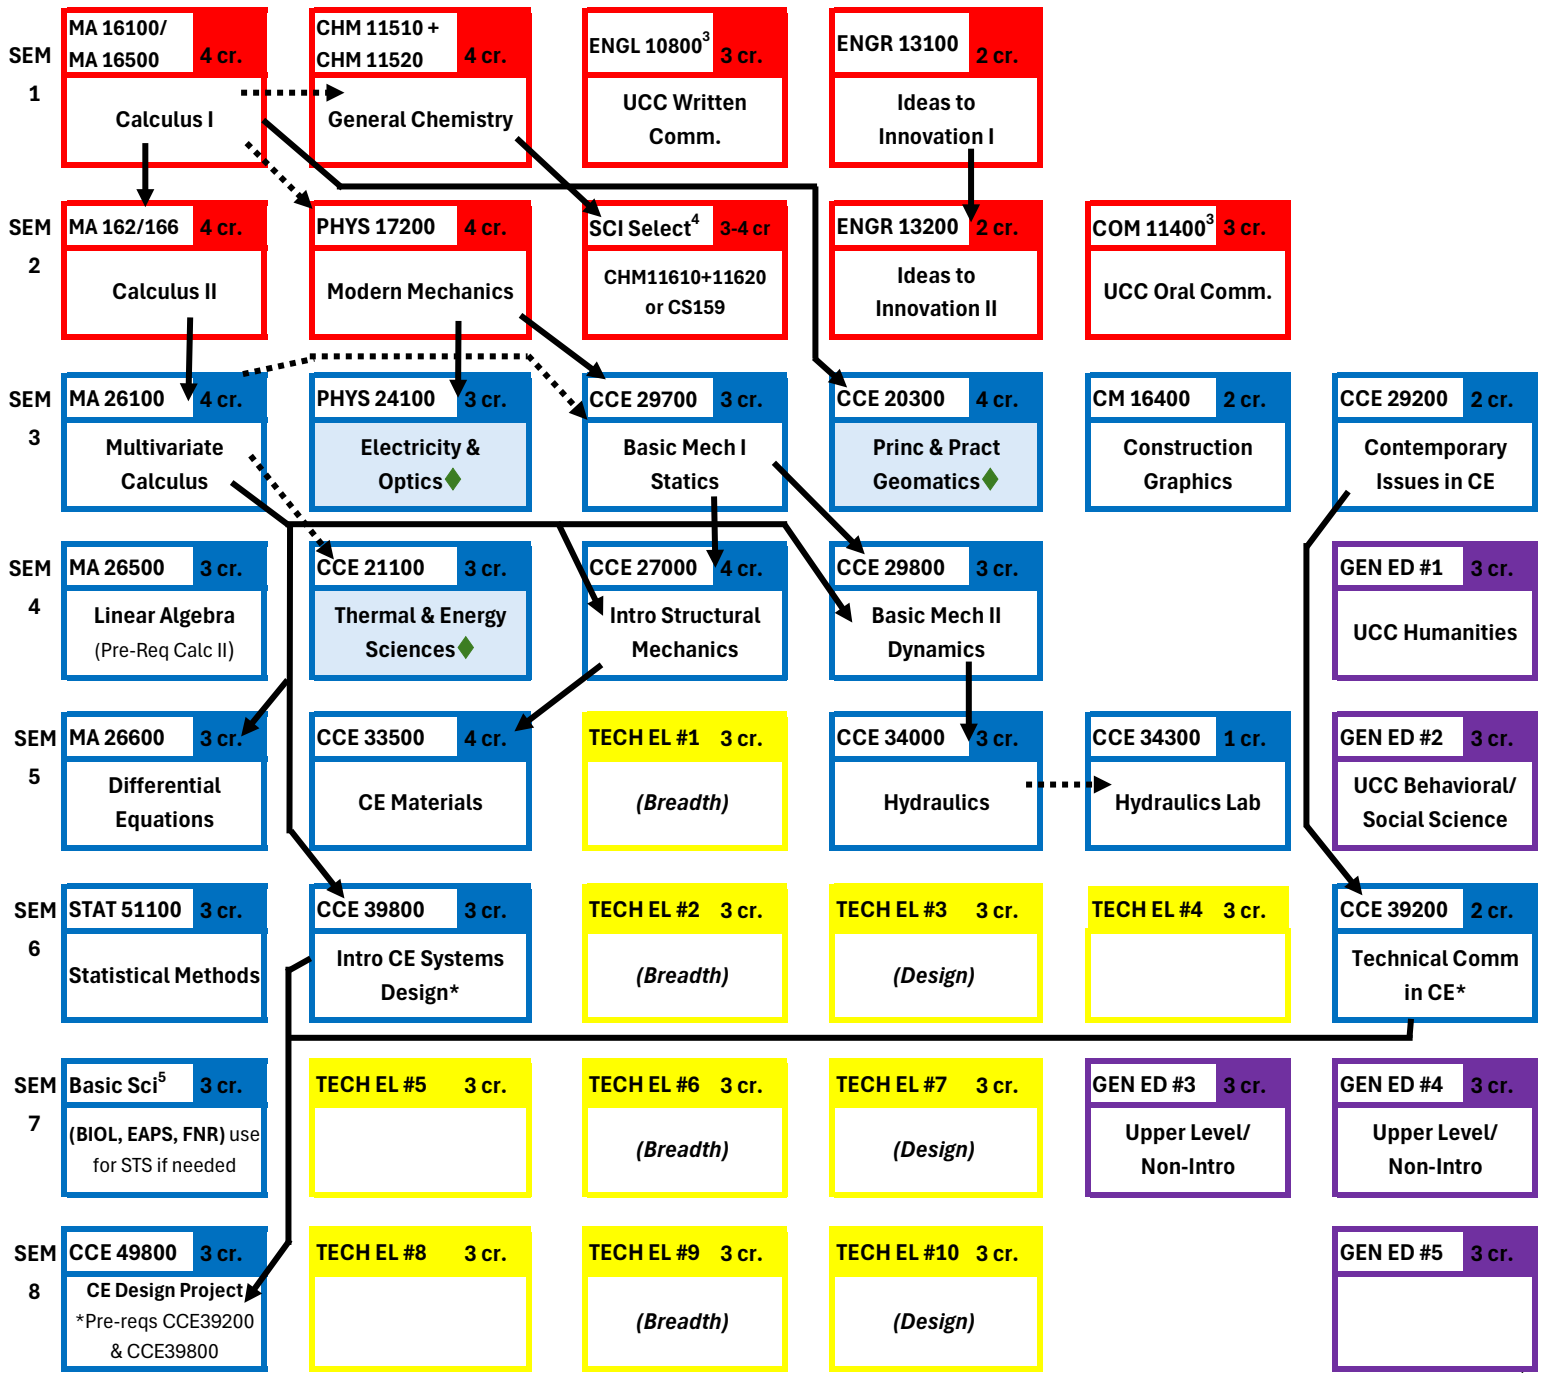 SEM
1
MA 16100/
MA 16500
4 cr.
Calculus I
CHM 11510 +
CHM 11520
4 cr.
General Chemistry
ENGL 10800³
3 cr.
UCC Written
Comm.
ENGR 13100
2 cr.
Ideas to
Innovation I
SEM
2
MA 162/166
4 cr.
Calculus II
PHYS 17200
4 cr.
Modern Mechanics
SCI Select⁴
3-4 cr
CHM11610+11620
or CS159
ENGR 13200
2 cr.
Ideas to
Innovation II
COM 11400³
3 cr.
UCC Oral Comm.
SEM
3
MA 26100
4 cr.
Multivariate
Calculus
PHYS 24100
3 cr.
Electricity &
Optics
CCE 29700
3 cr.
Basic Mech I
Statics
CCE 20300
4 cr.
Princ & Pract
Geomatics
CM 16400
2 cr.
Construction
Graphics
CCE 29200
2 cr.
Contemporary
Issues in CE
SEM
4
MA 26500
3 cr.
Linear Algebra
(Pre-Req Calc II)
CCE 21100
3 cr.
Thermal & Energy
Sciences
CCE 27000
4 cr.
Intro Structural
Mechanics
CCE 29800
3 cr.
Basic Mech II
Dynamics
GEN ED #1
3 cr.
UCC Humanities
SEM
5
MA 26600
3 cr.
Differential
Equations
CCE 33500
4 cr.
CE Materials
TECH EL #1
3 cr.
(Breadth)
CCE 34000
3 cr.
Hydraulics
CCE 34300
1 cr.
Hydraulics Lab
GEN ED #2
3 cr.
UCC Behavioral/
Social Science
SEM
6
STAT 51100
3 cr.
Statistical Methods
CCE 39800
3 cr.
Intro CE Systems
Design*
TECH EL #2
3 cr.
(Breadth)
TECH EL #3
3 cr.
(Design)
TECH EL #4
3 cr.
CCE 39200
2 cr.
Technical Comm
in CE*
SEM
7
Basic Sci⁵
3 cr.
(BIOL, EAPS, FNR) use
for STS if needed
TECH EL #5
3 cr.
TECH EL #6
3 cr.
(Breadth)
TECH EL #7
3 cr.
(Design)
GEN ED #3
3 cr.
Upper Level/
Non-Intro
GEN ED #4
3 cr.
Upper Level/
Non-Intro
SEM
8
CCE 49800
3 cr.
CE Design Project
*Pre-reqs CCE39200
& CCE39800
TECH EL #8
3 cr.
TECH EL #9
3 cr.
(Breadth)
TECH EL #10
3 cr.
(Design)
GEN ED #5
3 cr.